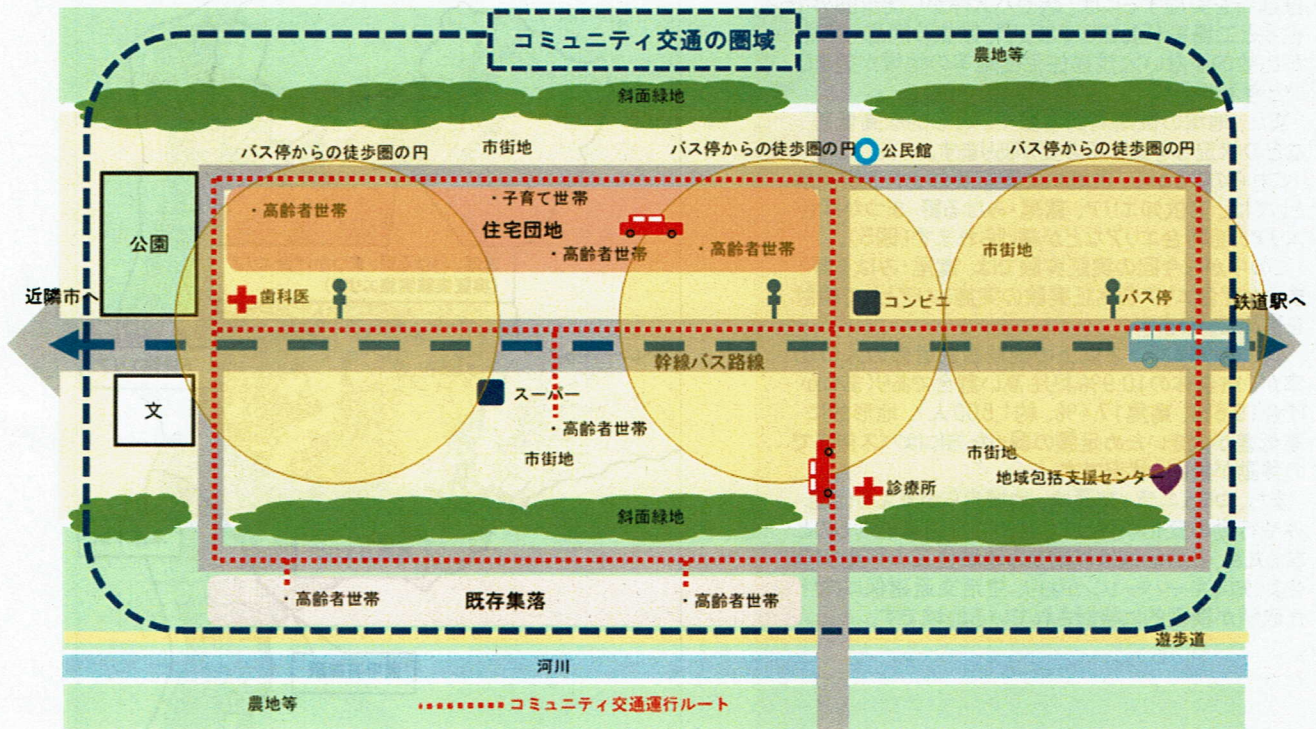 コミュニティ交通の圏域
農地等
斜面緑地
市街地
バス停からの徒歩圏の円
バス停からの徒歩圏の円
公民館
バス停からの徒歩圏の円
・子育て世帯
・高齢者世帯
住宅団地
公園
・高齢者世帯
・高齢者世帯
市街地
近隣市へ
歯科医
コンビニ
バス停
鉄道駅へ
幹線バス路線
スーパー
文
・高齢者世帯
市街地
市街地
地域包括支援センター
診療所
斜面緑地
・高齢者世帯
既存集落
・高齢者世帯
遊歩道
河川
農地等
コミュニティ交通運行ルート